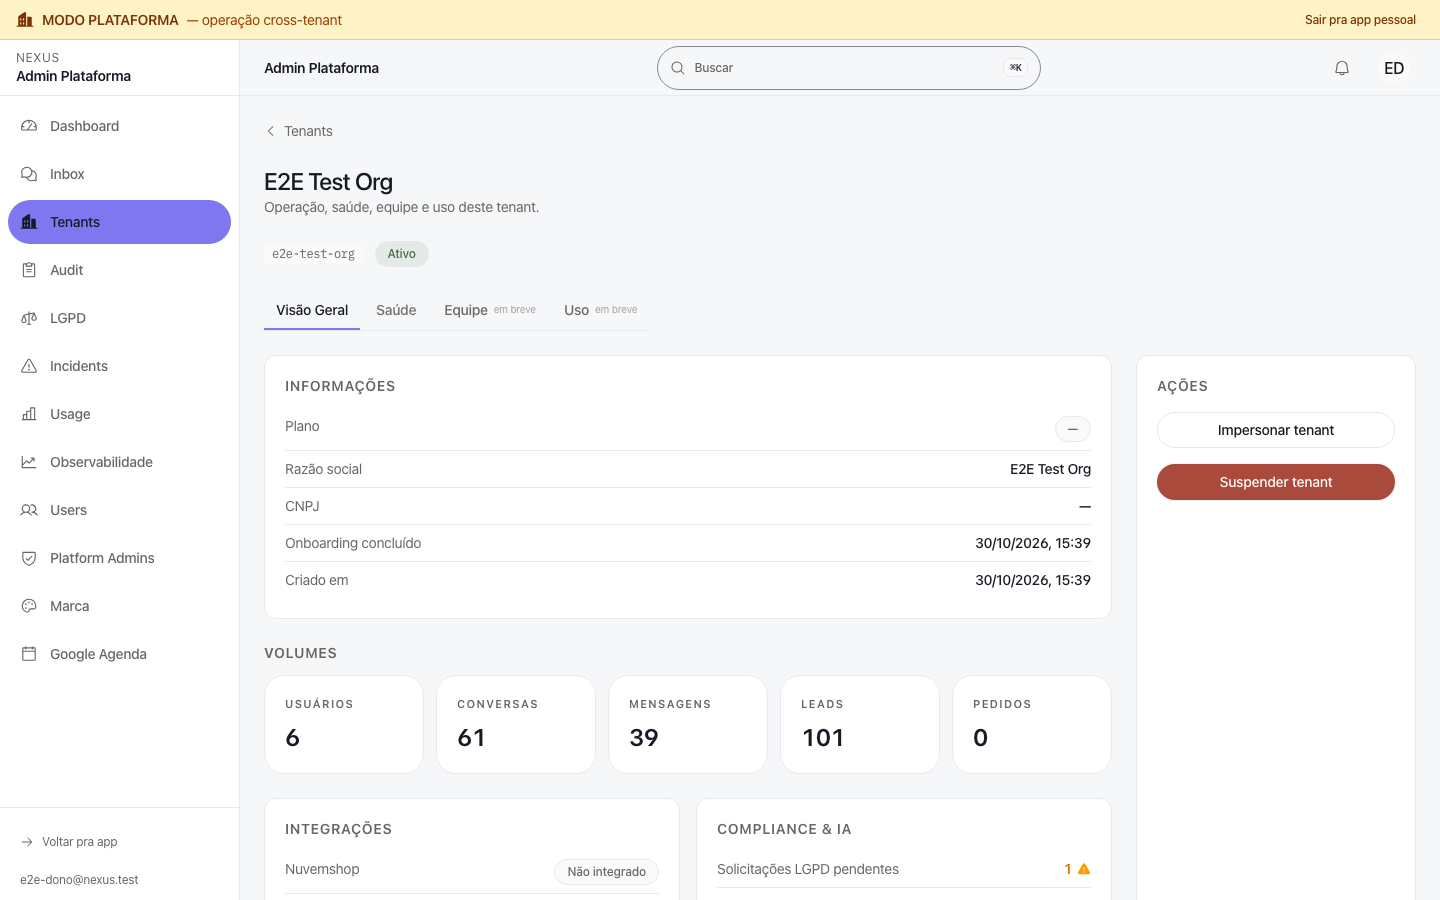 MODO PLATAFORMA — operação cross-tenant
Sair pra app pessoal
NEXUS
Admin Plataforma
Admin Plataforma
Buscar
⌘K
ED
Dashboard
Inbox
Tenants
Audit
LGPD
Incidents
Usage
Observabilidade
Users
Platform Admins
Marca
Google Agenda
Voltar pra app
e2e-dono@nexus.test
Tenants
E2E Test Org
Operação, saúde, equipe e uso deste tenant.
e2e-test-org
Ativo
Visão Geral
Saúde
Equipe em breve
Uso em breve
INFORMAÇÕES
Plano —
Razão social E2E Test Org
CNPJ —
Onboarding concluído 30/10/2026, 15:39
Criado em 30/10/2026, 15:39
AÇÕES
Impersonar tenant
Suspender tenant
VOLUMES
USUÁRIOS
6
CONVERSAS
61
MENSAGENS
39
LEADS
101
PEDIDOS
0
INTEGRAÇÕES
Nuvemshop Não integrado
COMPLIANCE & IA
Solicitações LGPD pendentes 1